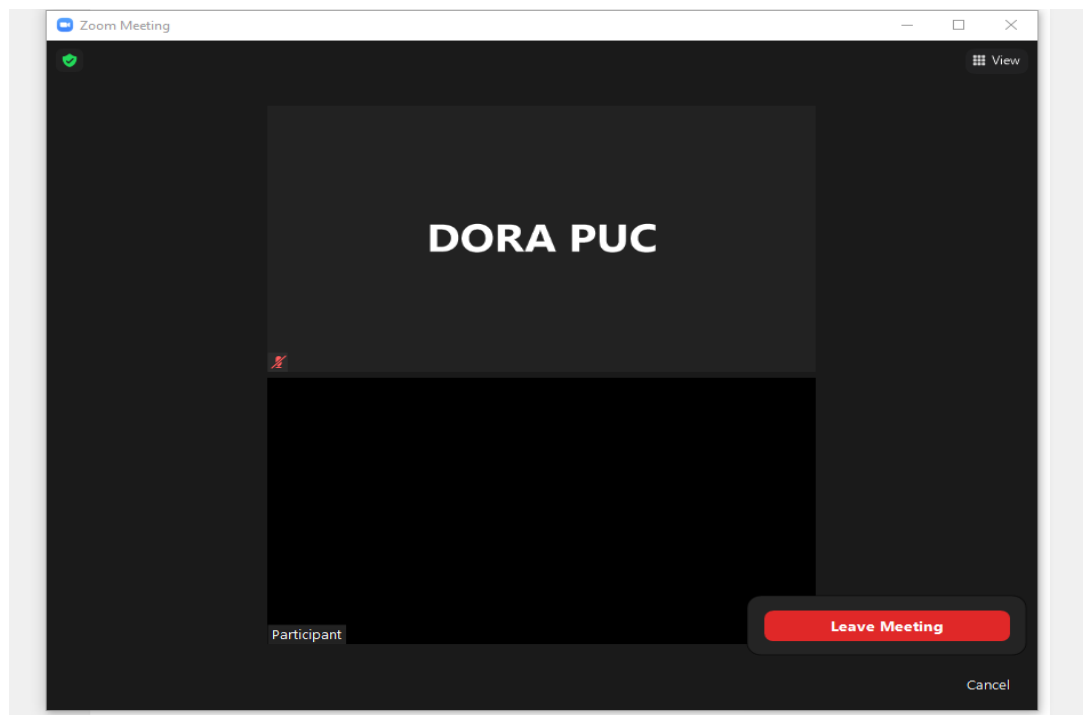 Zoom Meeting
View
DORA PUC
Participant
Leave Meeting
Cancel